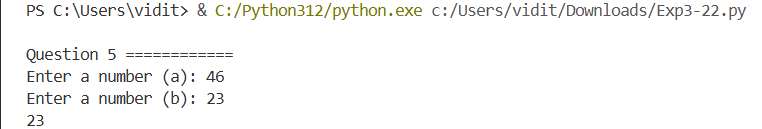 PS C:\Users\vidit> & C:/Python312/python.exe c:/Users/vidit/Downloads/Exp3-22.py
Question 5 ============
Enter a number (a): 46
Enter a number (b): 23
23